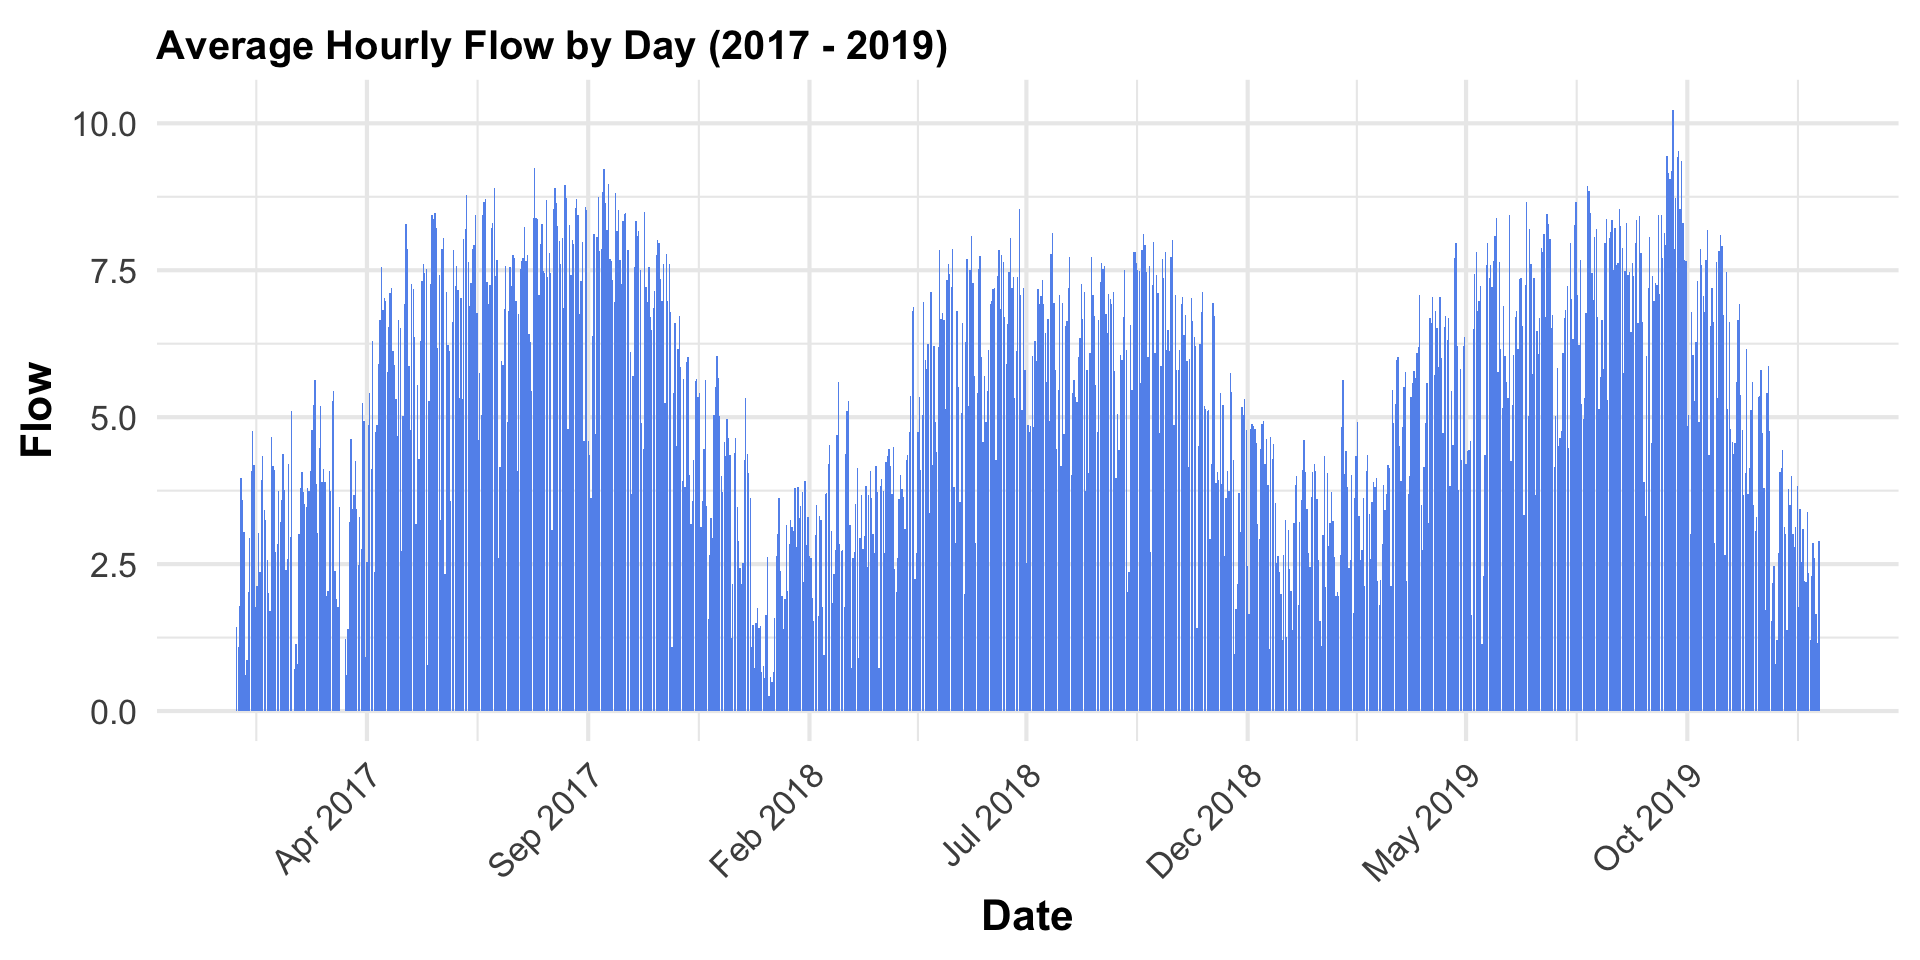 Average Hourly Flow by Day (2017 - 2019)
Flow
10.0
7.5
5.0
2.5
0.0
Apr 2017
Sep 2017
Feb 2018
Jul 2018
Dec 2018
May 2019
Oct 2019
Date